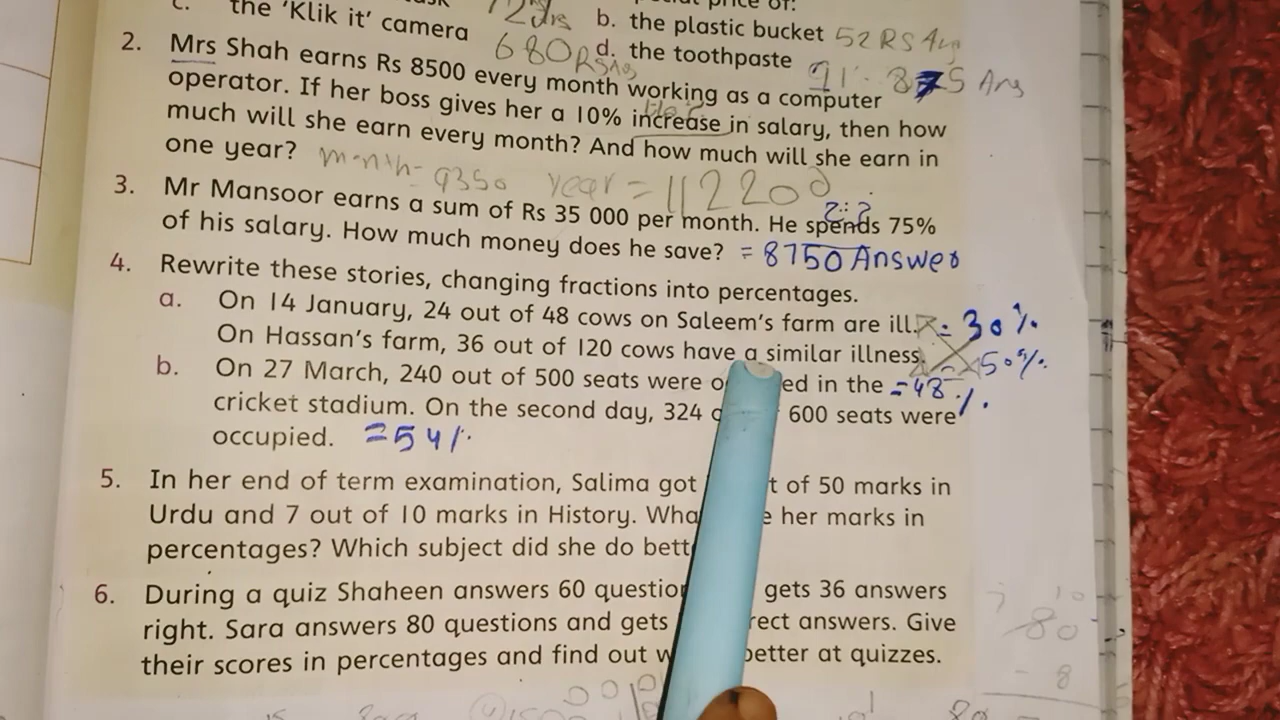 c. the 'Klik it' camera 680 RS Ans
b. the plastic bucket 52 RS Ans
d. the toothpaste 91.875 Ans
2. Mrs Shah earns Rs 8500 every month working as a computer
operator. If her boss gives her a 10% increase in salary, then how
much will she earn every month? And how much will she earn in
one year? month - 9350 year = 112200
3. Mr Mansoor earns a sum of Rs 35 000 per month. He spends 75%
of his salary. How much money does he save? = 8750 Answer
4. Rewrite these stories, changing fractions into percentages.
a. On 14 January, 24 out of 48 cows on Saleem's farm are ill. = 30%
On Hassan's farm, 36 out of 120 cows have a similar illness. 50%
b. On 27 March, 240 out of 500 seats were in the = 48%
cricket stadium. On the second day, 324 600 seats were
occupied. = 54%
5. In her end of term examination, Salima got of 50 marks in
Urdu and 7 out of 10 marks in History. her marks in
percentages? Which subject did she do
6. During a quiz Shaheen answers 60 gets 36 answers
right. Sara answers 80 questions and gets answers. Give
their scores in percentages and find out better at quizzes.
80
- 8